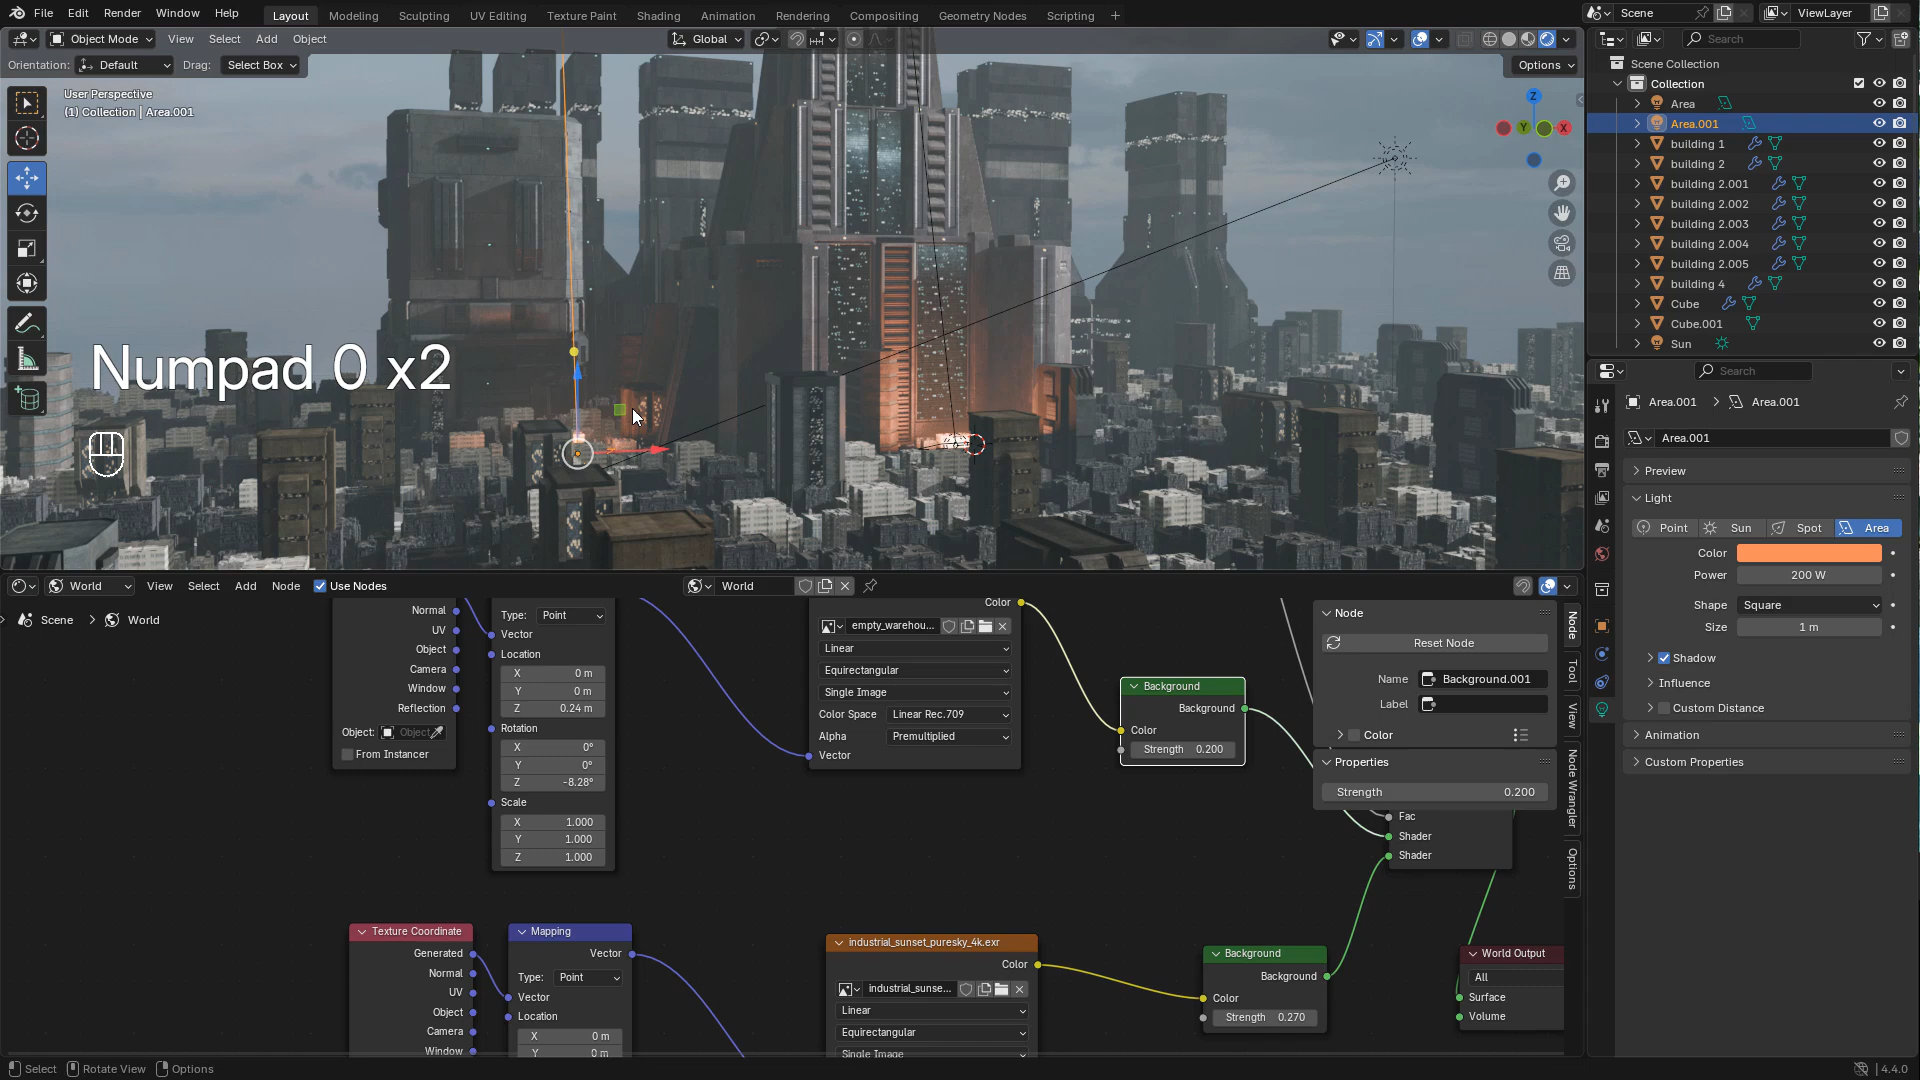 File Edit Render Window Help Layout Modeling Sculpting UV Editing Texture Paint Shading Animation Rendering Compositing Geometry Nodes Scripting + Scene ViewLayer
Object Mode View Select Add Object Global Search
Orientation: Default Drag: Select Box Options
User Perspective
(1) Collection | Area.001
Z
Y
X
Numpad 0 x2
Scene Collection
Collection
Area
Area.001
building 1
building 2
building 2.001
building 2.002
building 2.003
building 2.004
building 2.005
building 4
Cube
Cube.001
Sun
Search
Area.001 > Area.001
Area.001
Preview
Light
Point Sun Spot Area
Color
Power 200 W
Shape Square
Size 1 m
Shadow
Influence
Custom Distance
Animation
Custom Properties
World View Select Add Node Use Nodes World
Scene > World
Normal
UV
Object
Camera
Window
Reflection
Object: Object
From Instancer
Type: Point
Vector
Location
X 0 m
Y 0 m
Z 0.24 m
Rotation
X 0°
Y 0°
Z -8.28°
Scale
X 1.000
Y 1.000
Z 1.000
Color
empty_warehou...
Linear
Equirectangular
Single Image
Color Space Linear Rec.709
Alpha Premultiplied
Vector
Background
Background
Color
Strength 0.200
Node
Reset Node
Name Background.001
Label
Color
Properties
Strength 0.200
Fac
Shader
Shader
Node
Tool
View
Node Wrangler
Options
Texture Coordinate
Generated
Normal
UV
Object
Camera
Window
Mapping
Vector
Type: Point
Vector
Location
X 0 m
Y 0 m
industrial_sunset_puresky_4k.exr
Color
industrial_sunse...
Linear
Equirectangular
Single Image
Background
Background
Color
Strength 0.270
World Output
All
Surface
Volume
Select Rotate View Options 4.4.0